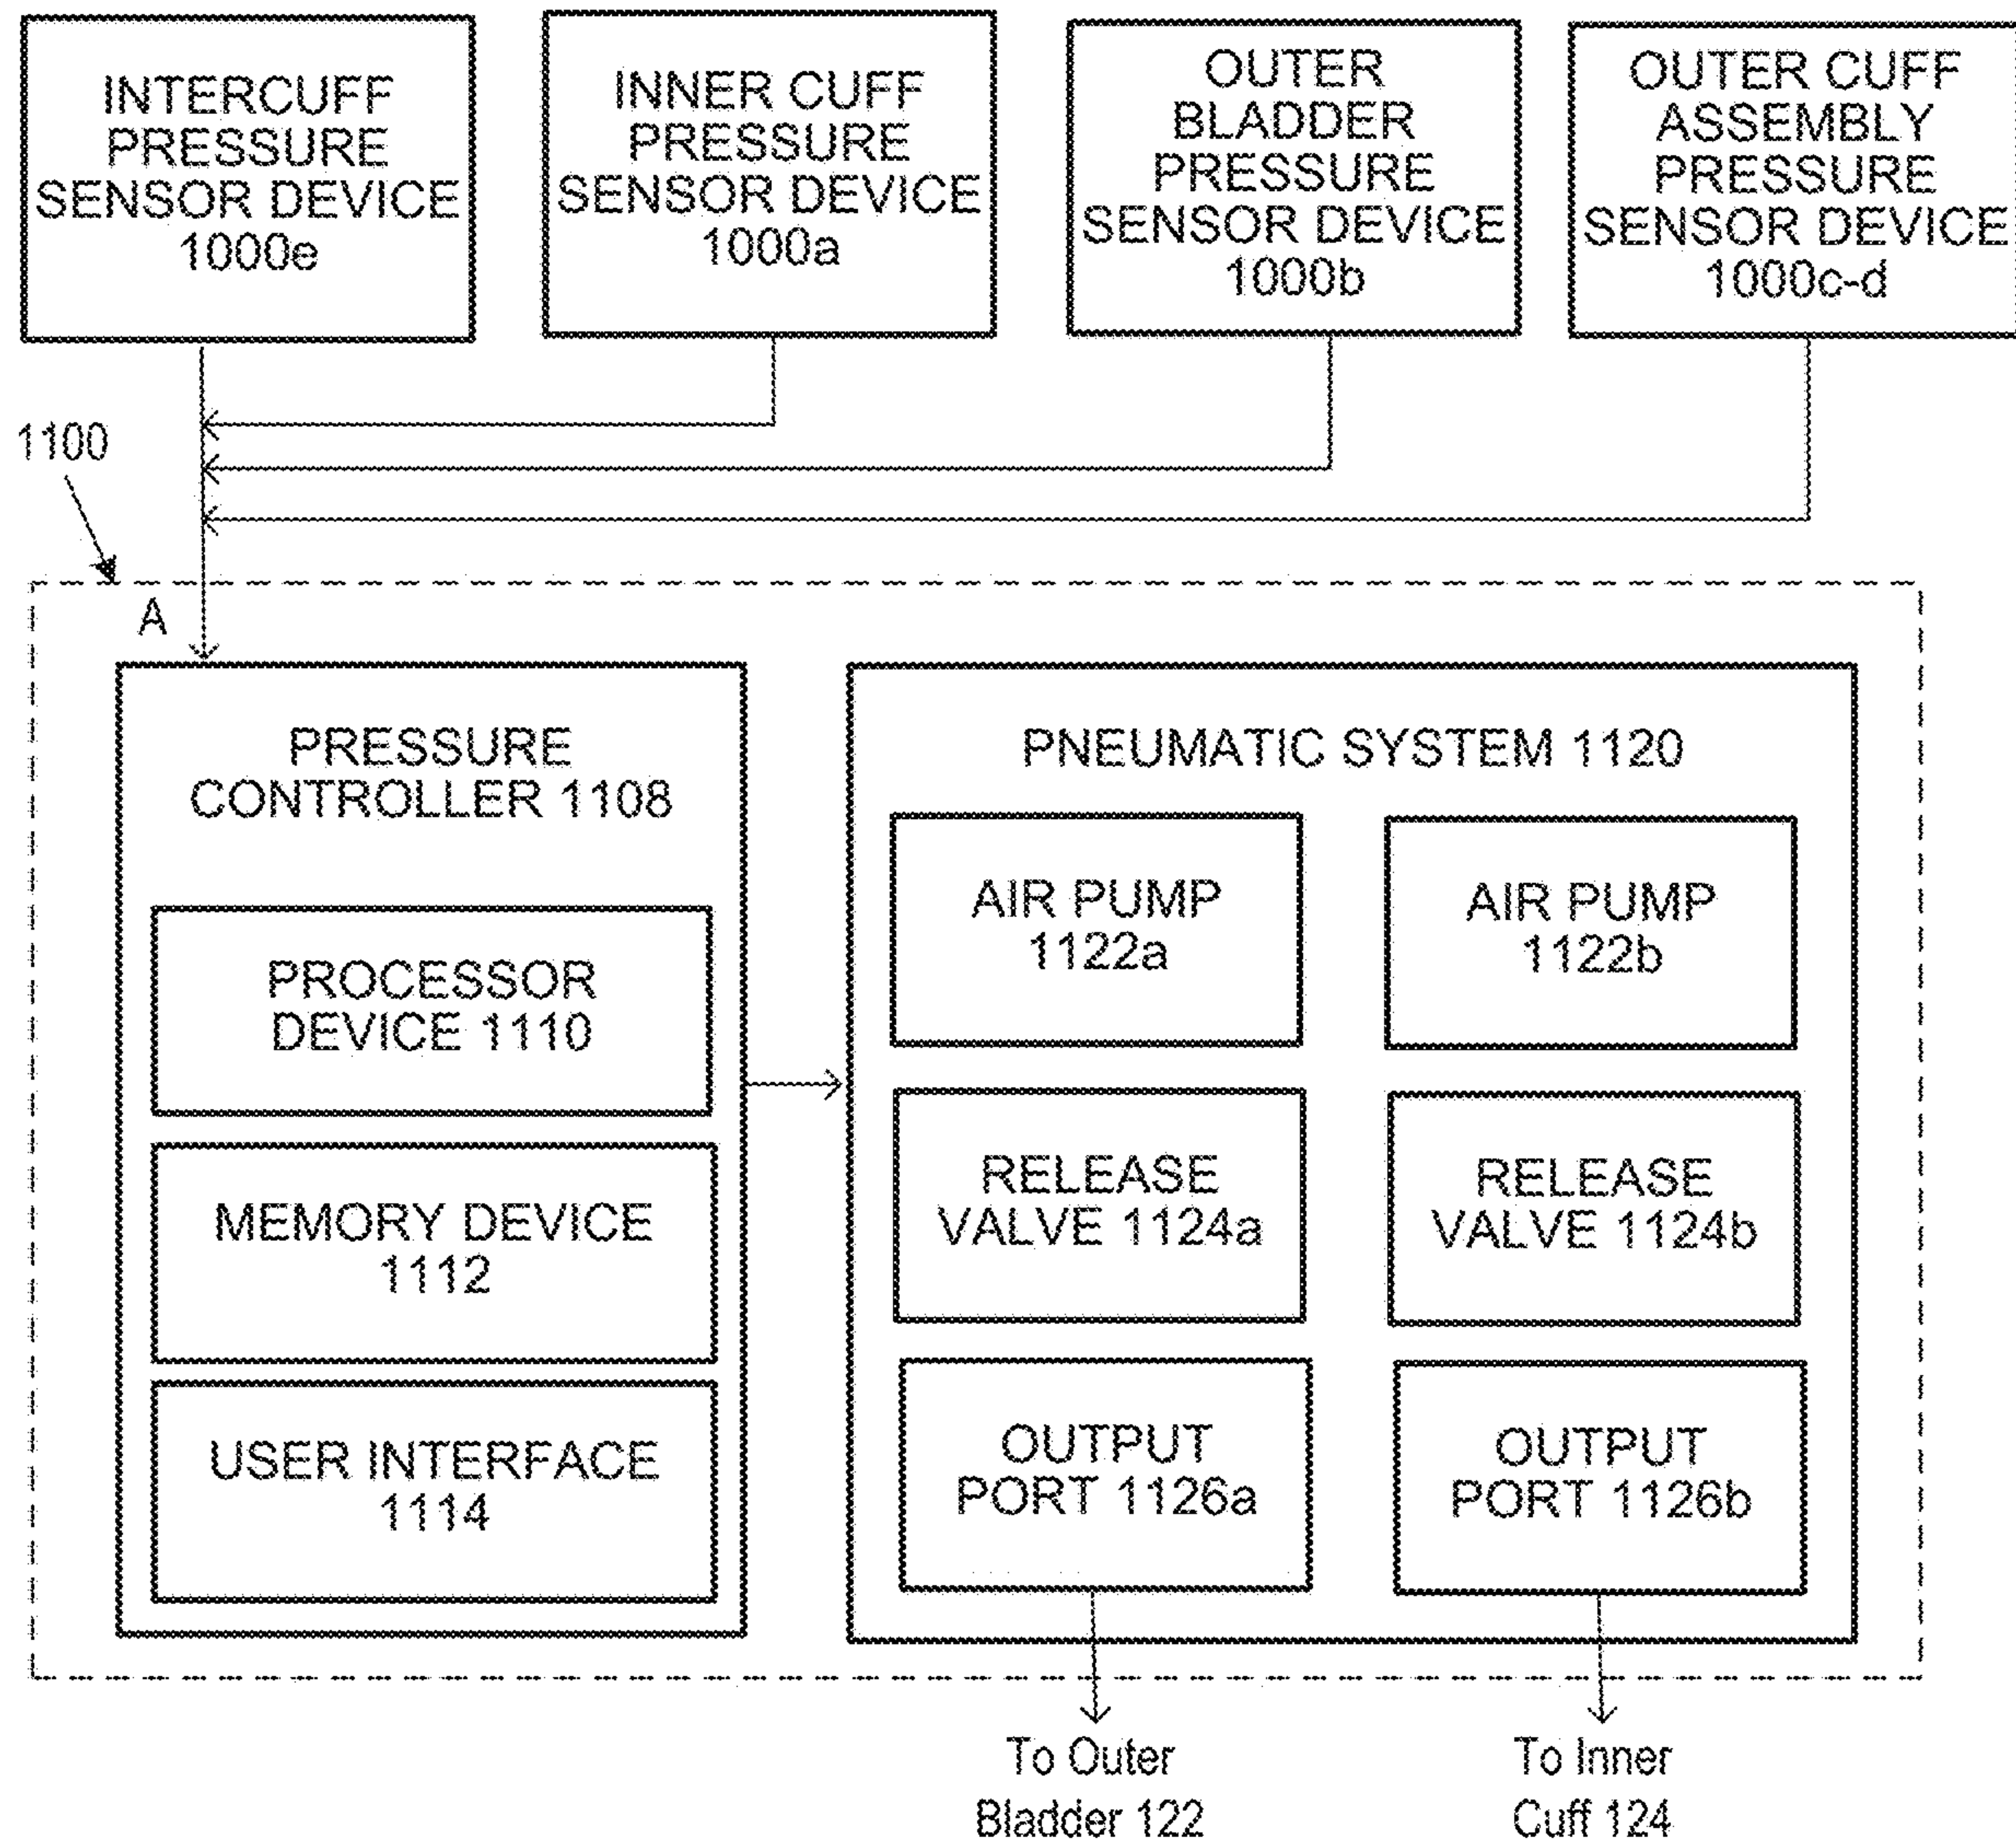 INTERCUFF
PRESSURE
SENSOR DEVICE
1000e
INNER CUFF
PRESSURE
SENSOR DEVICE
1000a
OUTER
BLADDER
PRESSURE
SENSOR DEVICE
1000b
OUTER CUFF
ASSEMBLY
PRESSURE
SENSOR DEVICE
1000c-d
1100
A
PRESSURE
CONTROLLER 1108
PROCESSOR
DEVICE 1110
MEMORY DEVICE
1112
USER INTERFACE
1114
PNEUMATIC SYSTEM 1120
AIR PUMP
1122a
AIR PUMP
1122b
RELEASE
VALVE 1124a
RELEASE
VALVE 1124b
OUTPUT
PORT 1126a
OUTPUT
PORT 1126b
To Outer
Bladder 122
To Inner
Cuff 124